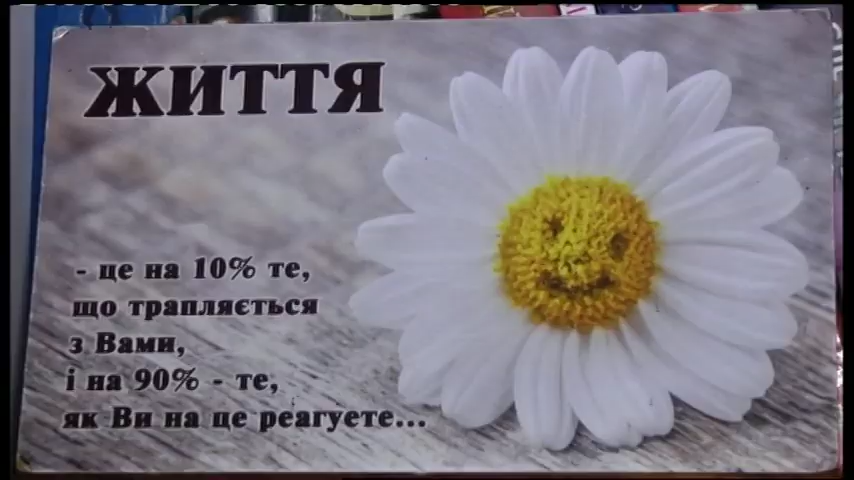 ЖИТТЯ
- це на 10% те,
що трапляється
з Вами,
і на 90% - те,
як Ви на це реагуете...